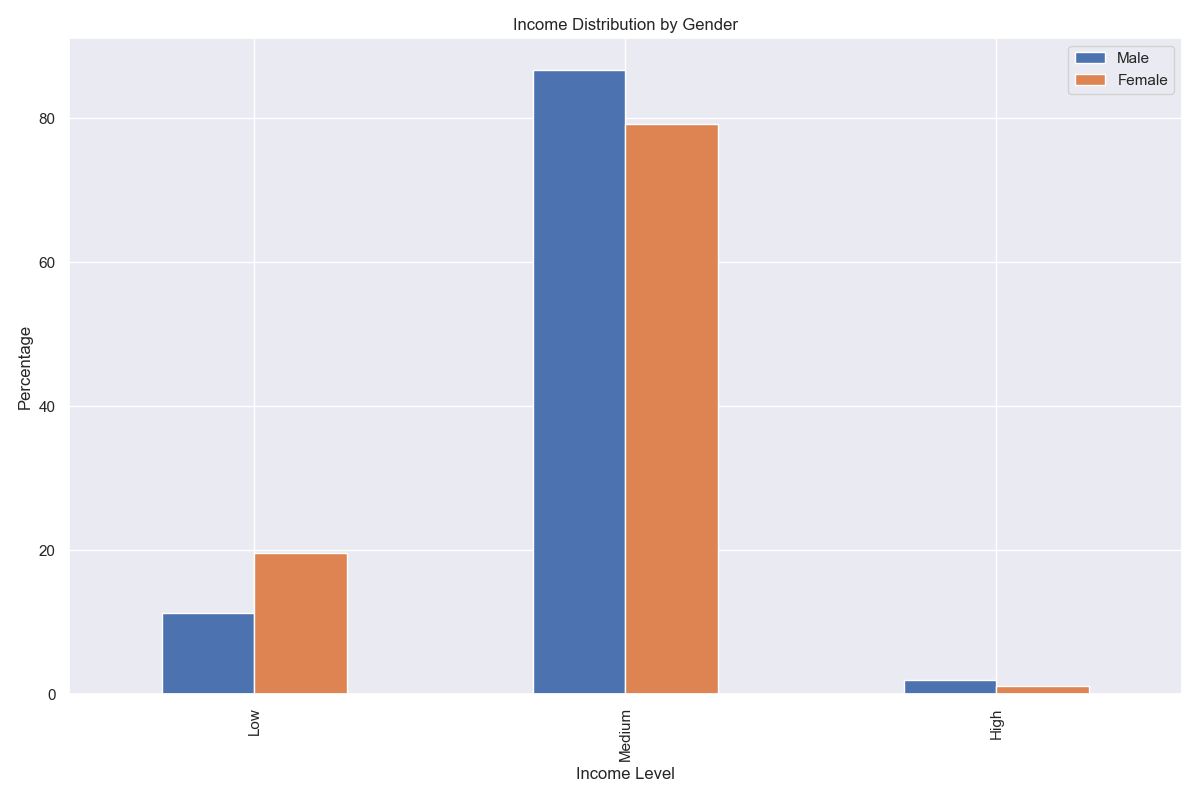 Income Distribution by Gender
Male
Female
Percentage
80
60
40
20
0
Low
Medium
High
Income Level